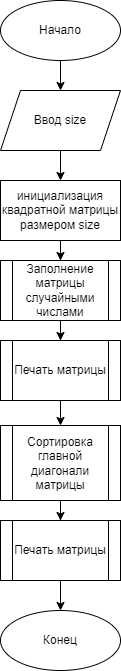 Начало
Ввод size
инициализация
квадратной матрицы
размером size
Заполнение
матрицы
случайными
числами
Печать матрицы
Сортировка
главной
диагонали
матрицы
Печать матрицы
Конец